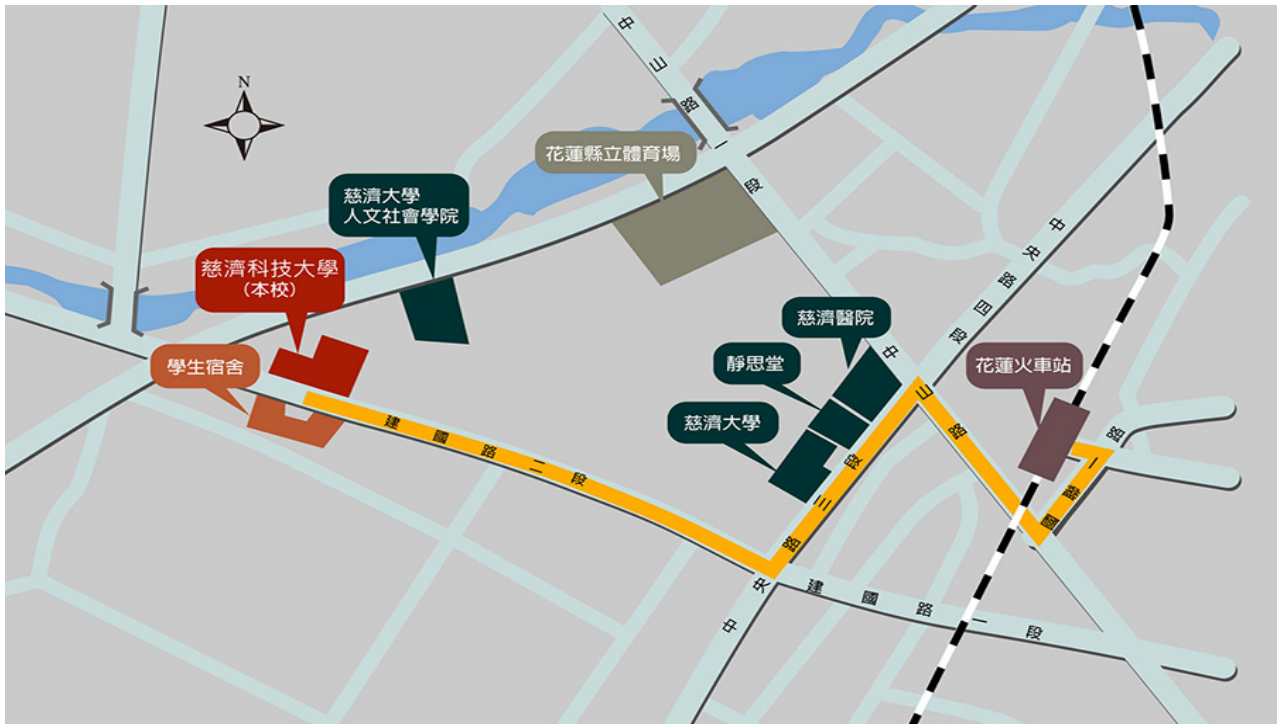 N
中山路一段
花蓮縣立體育場
慈濟大學
人文社會學院
慈濟科技大學
(本校)
學生宿舍
中央路四段
慈濟醫院
靜思堂
慈濟大學
花蓮火車站
中山路
國聯一路
建國路二段
中央路三段
建國路一段